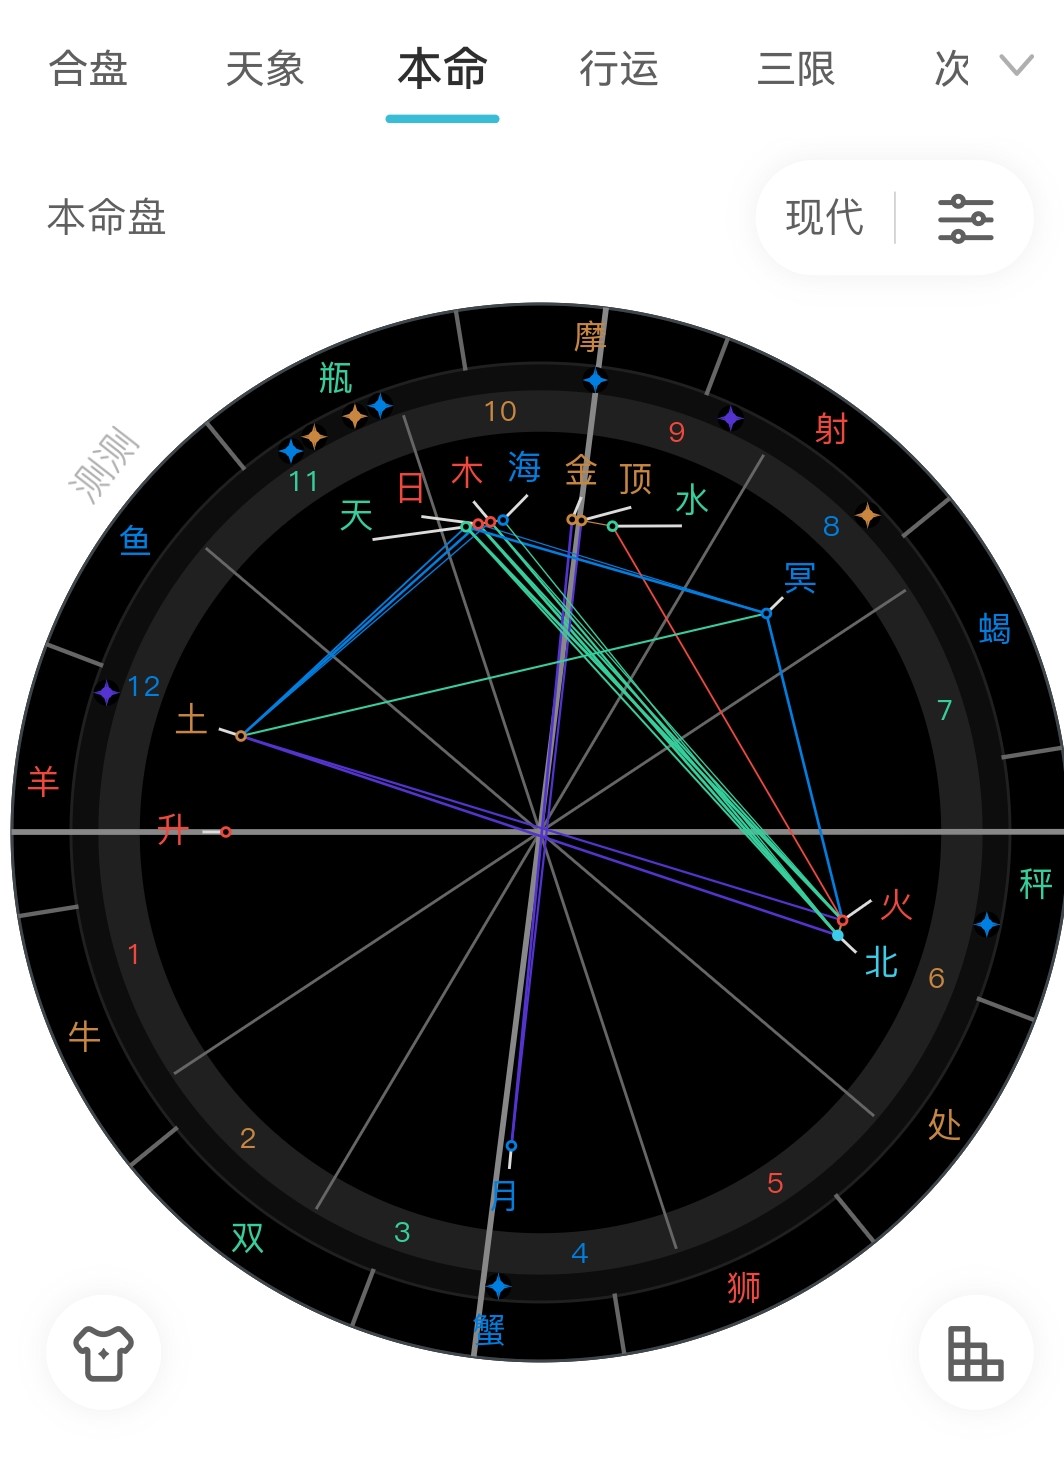 合盘 天象 本命 行运 三限 次
本命盘 现代
摩
瓶
射
10
9
测测
11
8
鱼
天 日 木 海 金 顶 水
冥
蝎
12
7
土
羊
升
秤
火
北
1
6
牛
处
2
5
月
双
3
4
狮
蟹